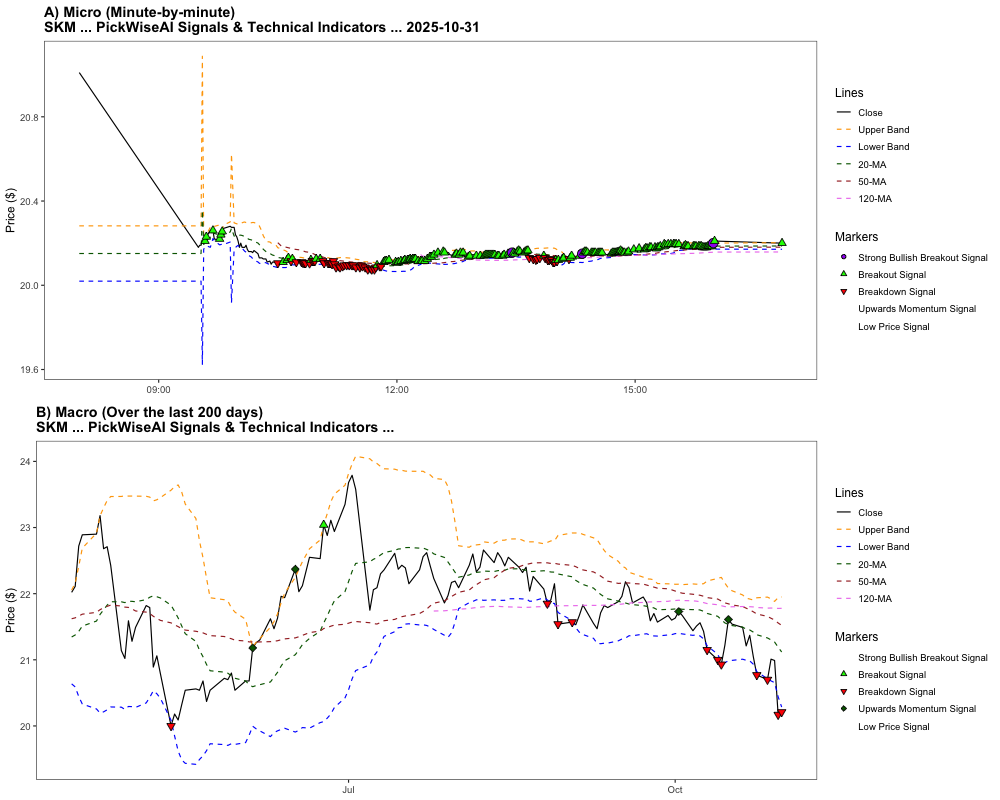 A) Micro (Minute-by-minute)
SKM ... PickWiseAI Signals & Technical Indicators ... 2025-10-31
Price ($)
20.8
20.4
20.0
19.6
09:00
12:00
15:00
Lines
Close
Upper Band
Lower Band
20-MA
50-MA
120-MA
Markers
Strong Bullish Breakout Signal
Breakout Signal
Breakdown Signal
Upwards Momentum Signal
Low Price Signal
B) Macro (Over the last 200 days)
SKM ... PickWiseAI Signals & Technical Indicators ...
Price ($)
24
23
22
21
20
Jul
Oct
Lines
Close
Upper Band
Lower Band
20-MA
50-MA
120-MA
Markers
Strong Bullish Breakout Signal
Breakout Signal
Breakdown Signal
Upwards Momentum Signal
Low Price Signal